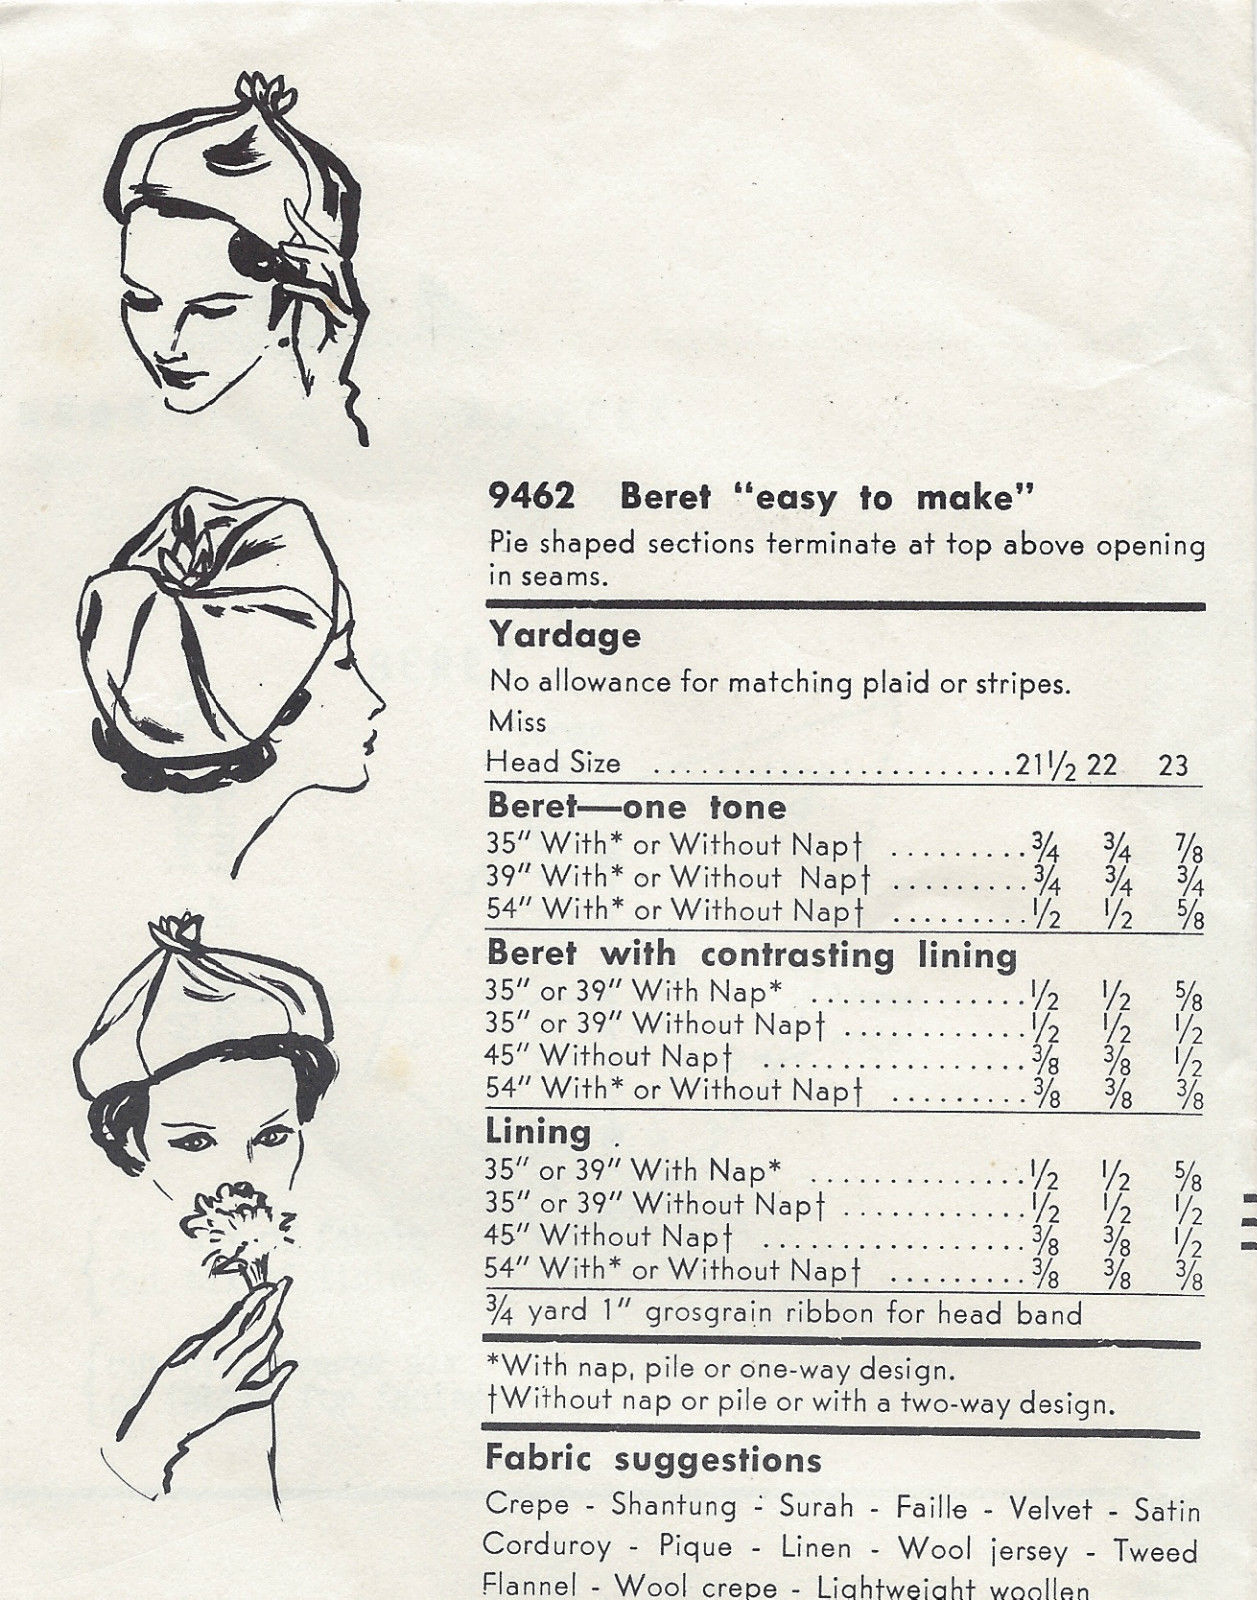 9462 Beret “easy to make”
Pie shaped sections terminate at top above opening
in seams.
Yardage
No allowance for matching plaid or stripes.
Miss
Head Size ........................21½ 22 23
Beret—one tone
35″ With* or Without Nap† .........¾ ¾ ⅞
39″ With* or Without Nap† .........¾ ¾ ¾
54″ With* or Without Nap† .........½ ½ ⅝
Beret with contrasting lining
35″ or 39″ With Nap* ..............½ ½ ⅝
35″ or 39″ Without Nap† ............½ ½ ½
45″ Without Nap† .................⅜ ⅜ ½
54″ With* or Without Nap† .........⅜ ⅜ ⅜
Lining
35″ or 39″ With Nap* ..............½ ½ ⅝
35″ or 39″ Without Nap† ............½ ½ ½
45″ Without Nap† .................⅜ ⅜ ½
54″ With* or Without Nap† .........⅜ ⅜ ⅜
¾ yard 1″ grosgrain ribbon for head band
*With nap, pile or one-way design.
†Without nap or pile or with a two-way design.
Fabric suggestions
Crepe - Shantung - Surah - Faille - Velvet - Satin
Corduroy - Pique - Linen - Wool jersey - Tweed
Flannel - Wool crepe - Lightweight woollen